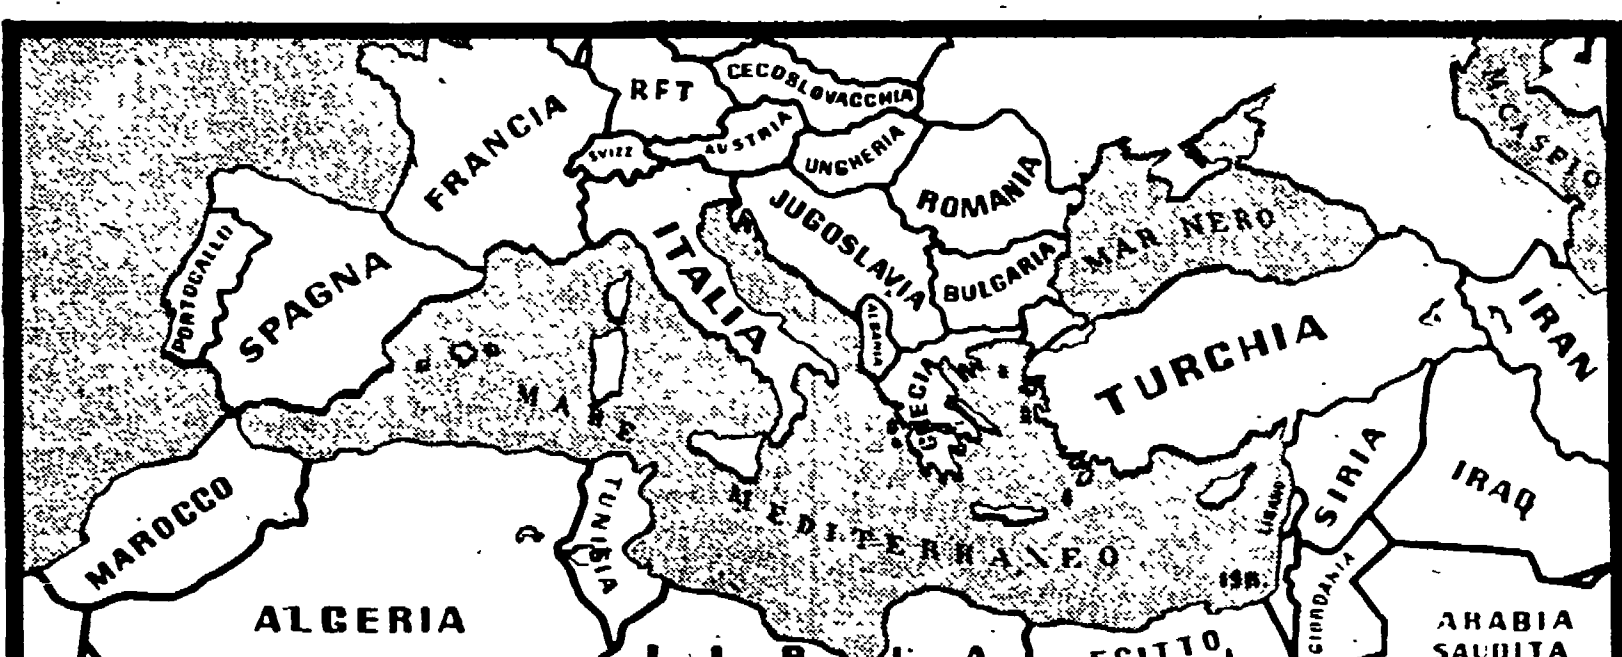 CECOSLOVACCHIA
RFT
M. CASPIO
FRANCIA
AUSTRIA
SVIZZ
UNGHERIA
ROMANIA
JUGOSLAVIA
MAR NERO
PORTOGALLO
SPAGNA
ITALIA
BULGARIA
ALBANIA
TURCHIA
IRAN
GRECIA
MARE
MEDITERRANEO
SIRIA
IRAQ
LIBANO
MAROCCO
TUNISIA
ISR.
GIORDANIA
ALGERIA
ARABIA
SAUDITA
LIBIA
EGITTO